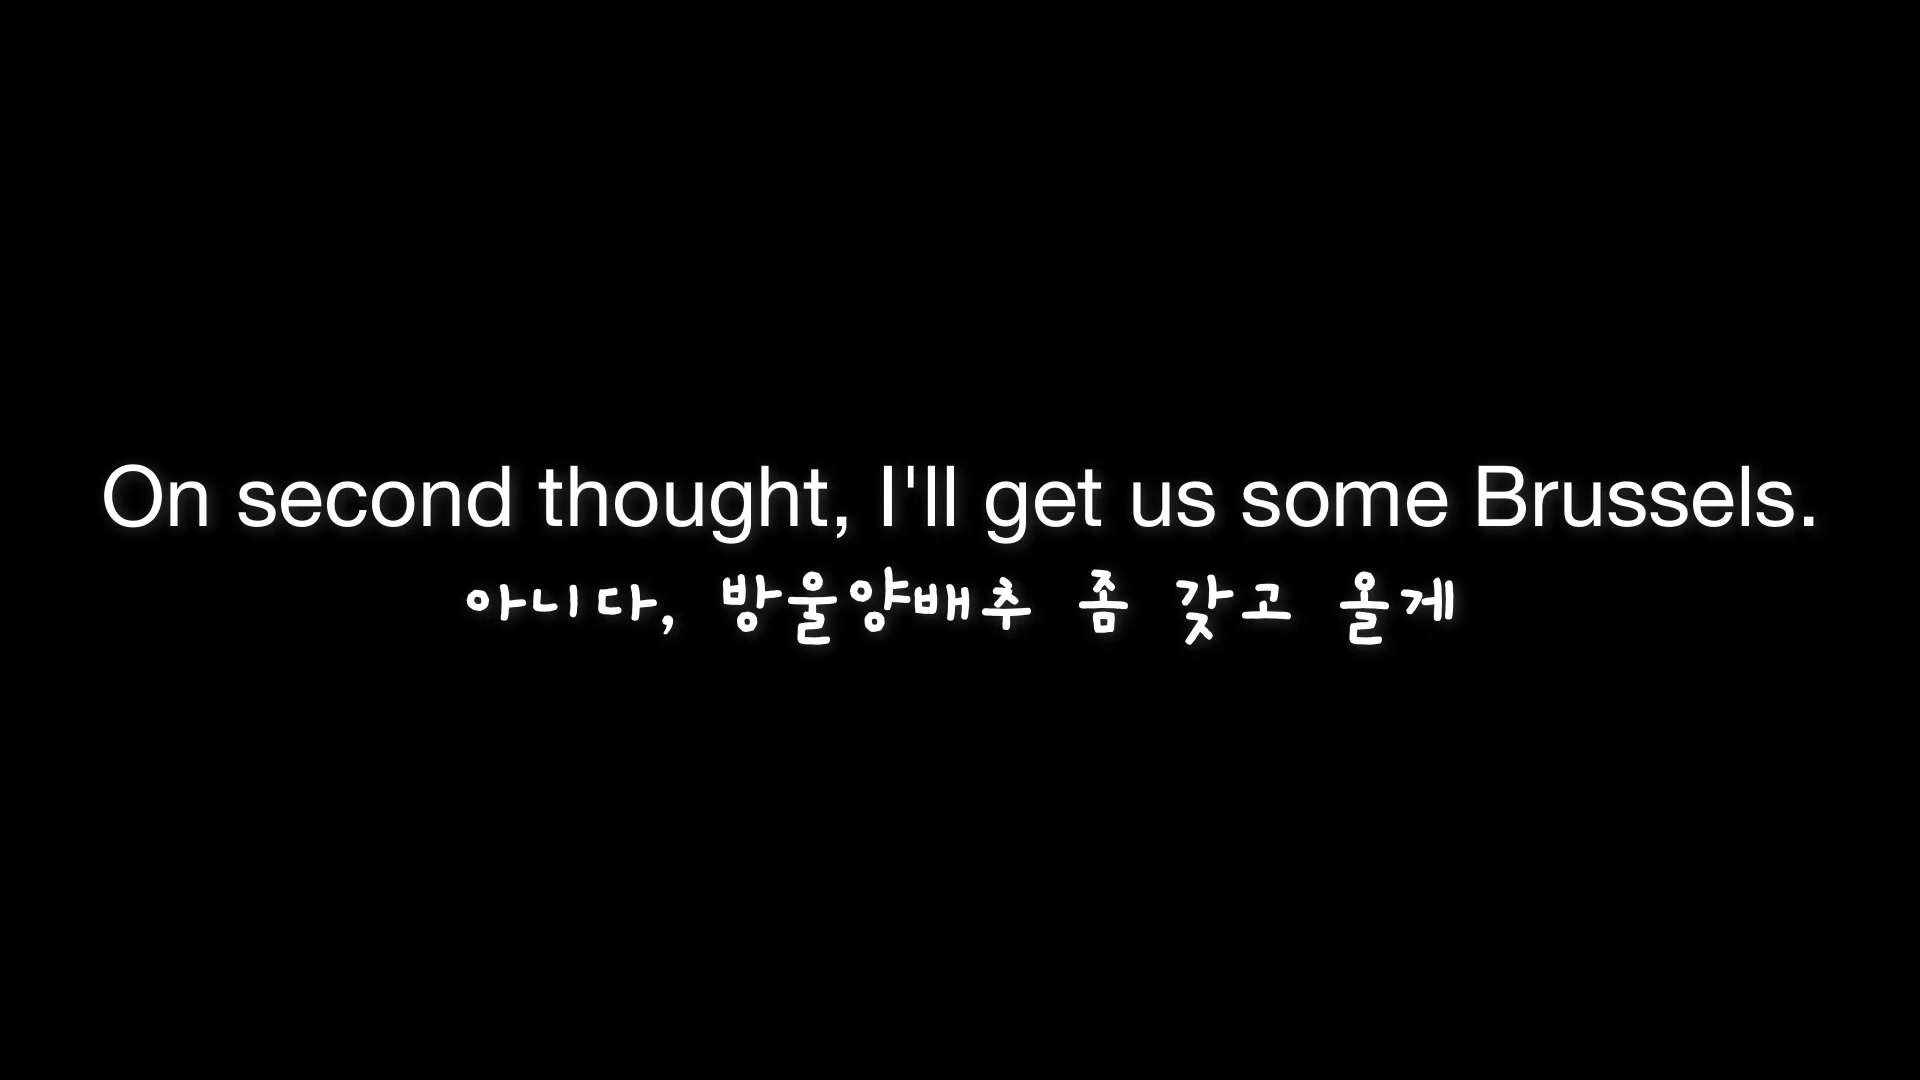 On second thought, I'll get us some Brussels.
아니다, 방울양배추 좀 갖고 올게